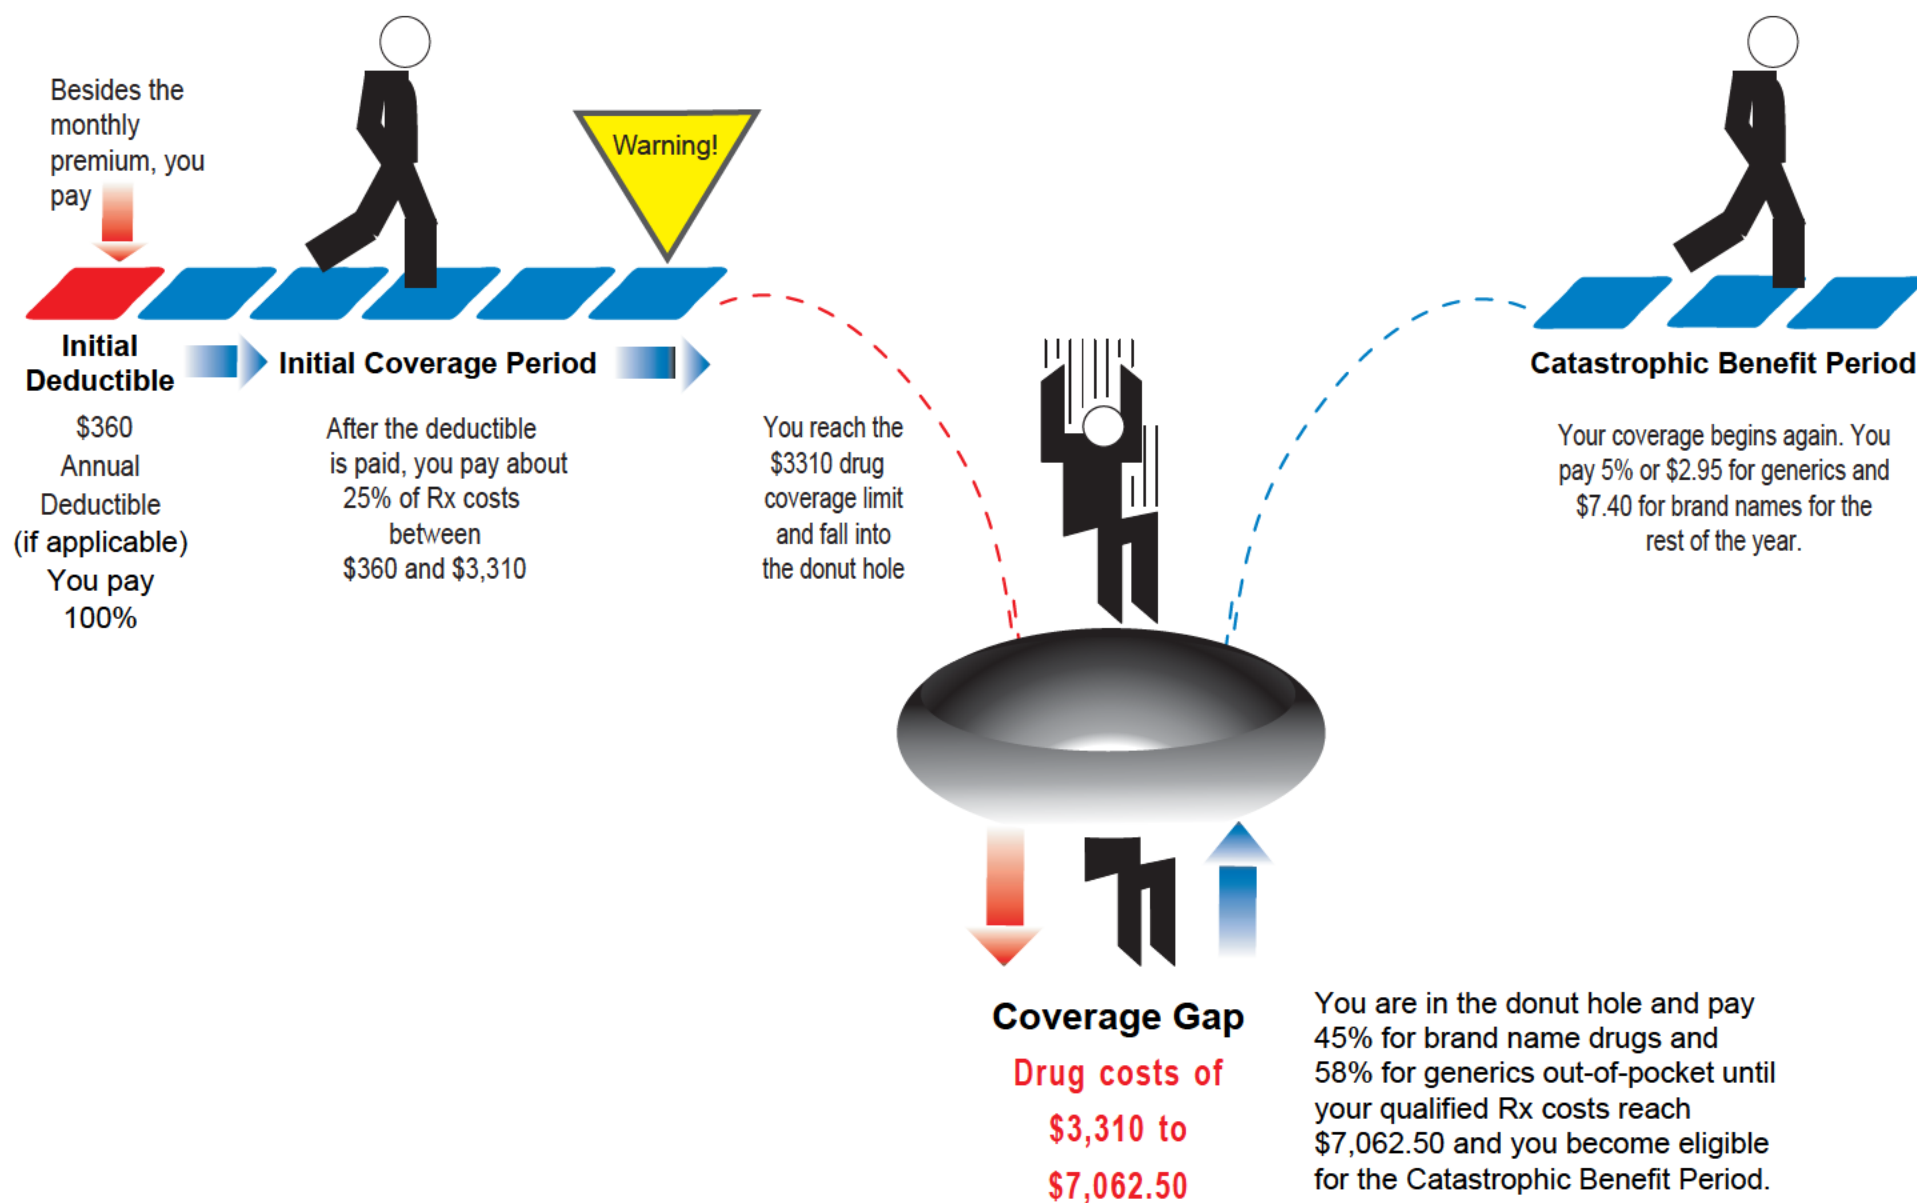 Besides the
monthly
premium, you
pay
Warning!
Initial
Deductible
$360
Annual
Deductible
(if applicable)
You pay
100%
Initial Coverage Period
After the deductible
is paid, you pay about
25% of Rx costs
between
$360 and $3,310
You reach the
$3310 drug
coverage limit
and fall into
the donut hole
Catastrophic Benefit Period
Your coverage begins again. You
pay 5% or $2.95 for generics and
$7.40 for brand names for the
rest of the year.
Coverage Gap
Drug costs of
$3,310 to
$7,062.50
You are in the donut hole and pay
45% for brand name drugs and
58% for generics out-of-pocket until
your qualified Rx costs reach
$7,062.50 and you become eligible
for the Catastrophic Benefit Period.